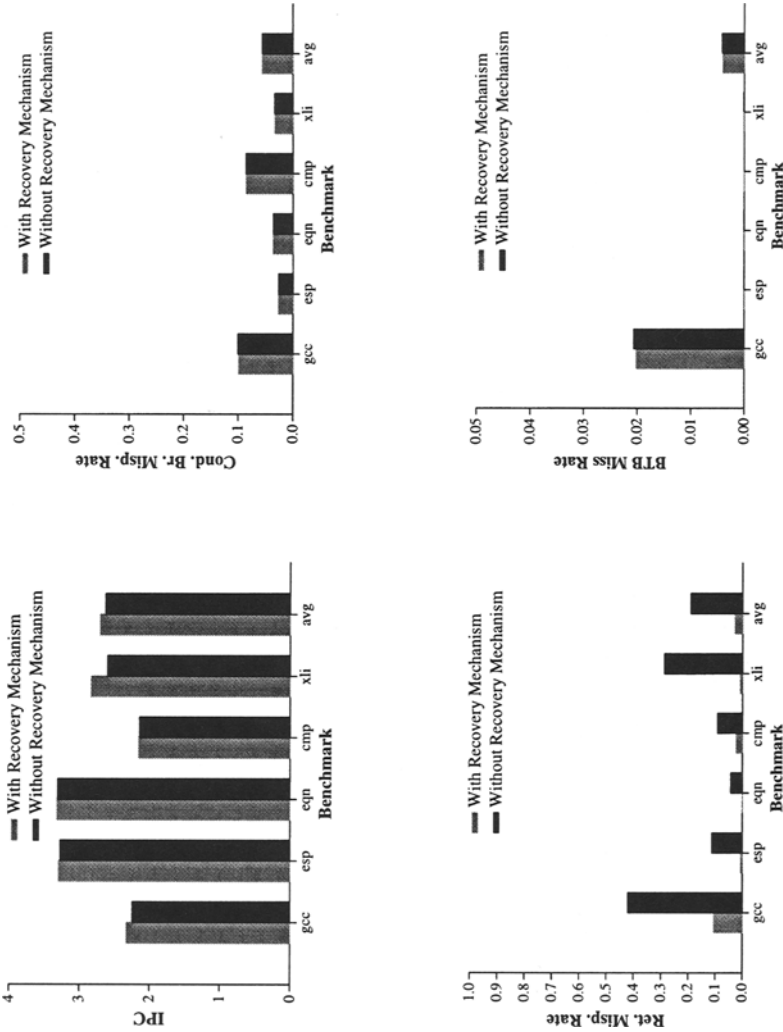 4
3
2
1
0
IPC
With Recovery Mechanism
Without Recovery Mechanism
gcc esp eqn cmp xli avg
Benchmark
0.5
0.4
0.3
0.2
0.1
0.0
Cond. Br. Misp. Rate
With Recovery Mechanism
Without Recovery Mechanism
gcc esp eqn cmp xli avg
Benchmark
1.0
0.9
0.8
0.7
0.6
0.5
0.4
0.3
0.2
0.1
0.0
Ret. Misp. Rate
With Recovery Mechanism
Without Recovery Mechanism
gcc esp eqn cmp xli avg
Benchmark
0.05
0.04
0.03
0.02
0.01
0.00
BTB Miss Rate
With Recovery Mechanism
Without Recovery Mechanism
gcc esp eqn cmp xli avg
Benchmark